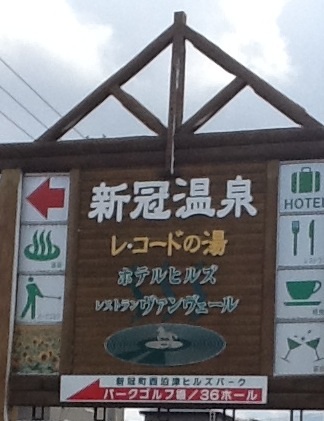 新冠温泉
レ・コードの湯
ホテルヒルズ
レストランヴァンヴェール
HOTEL
新冠町西泊津ヒルズパーク
パークゴルフ場/36ホール